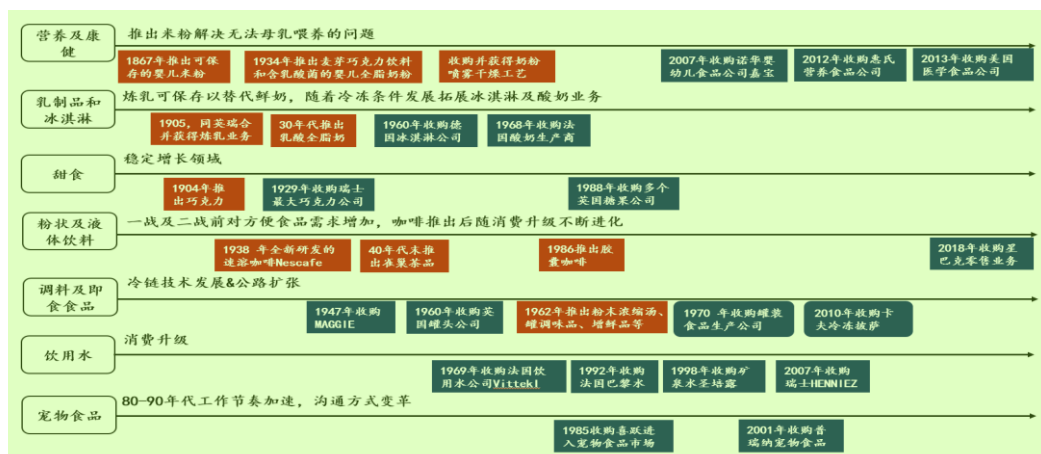 营养及康
健
推出米粉解决无法母乳喂养的问题
1867年推出可保
存的婴儿米粉
1934年推出麦芽巧克力饮料
和含乳酸菌的婴儿全脂奶粉
收购并获得奶粉
喷雾干燥工艺
2007年收购诺华婴
幼儿食品公司嘉宝
2012年收购惠氏
营养食品公司
2013年收购美国
医学食品公司
乳制品和
冰淇淋
炼乳可保存以替代鲜奶，随着冷冻条件发展拓展冰淇淋及酸奶业务
1905，同英瑞合
并获得炼乳业务
30年代推出
乳酸全脂奶
1960年收购德
国冰淇淋公司
1968年收购法
国酸奶生产商
甜食
稳定增长领域
1904年推
出巧克力
1929年收购瑞士
最大巧克力公司
1988年收购多个
英国糖果公司
粉状及液
体饮料
一战及二战前对方便食品需求增加，咖啡推出后随消费升级不断进化
1938 年全新研发的
速溶咖啡Nescafe
40年代末推
出雀巢茶品
1986推出胶
囊咖啡
2018年收购星
巴克零售业务
调料及即
食食品
冷链技术发展&公路扩张
1947年收购
MAGGIE
1960年收购英
国罐头公司
1962年推出粉末浓缩汤、
罐调味品、增鲜品等
1970 年收购罐装
食品生产公司
2010年收购卡
夫冷冻披萨
饮用水
消费升级
1969年收购法国饮
用水公司Vittekl
1992年收购
法国巴黎水
1998年收购矿
泉水圣培露
2007年收购
瑞士HENNIEZ
宠物食品
80-90年代工作节奏加速，沟通方式变革
1985收购喜跃进
入宠物食品市场
2001年收购普
瑞纳宠物食品